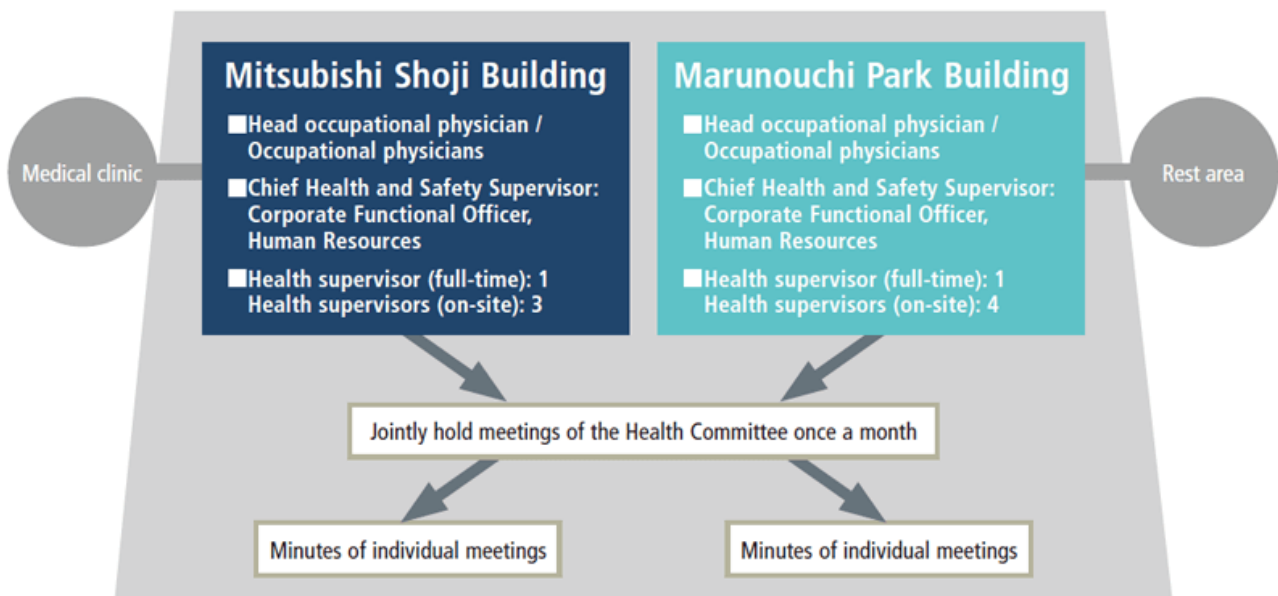 Medical clinic
Mitsubishi Shoji Building
Head occupational physician /
Occupational physicians
Chief Health and Safety Supervisor:
Corporate Functional Officer,
Human Resources
Health supervisor (full-time): 1
Health supervisors (on-site): 3
Marunouchi Park Building
Head occupational physician /
Occupational physicians
Chief Health and Safety Supervisor:
Corporate Functional Officer,
Human Resources
Health supervisor (full-time): 1
Health supervisors (on-site): 4
Rest area
Jointly hold meetings of the Health Committee once a month
Minutes of individual meetings
Minutes of individual meetings